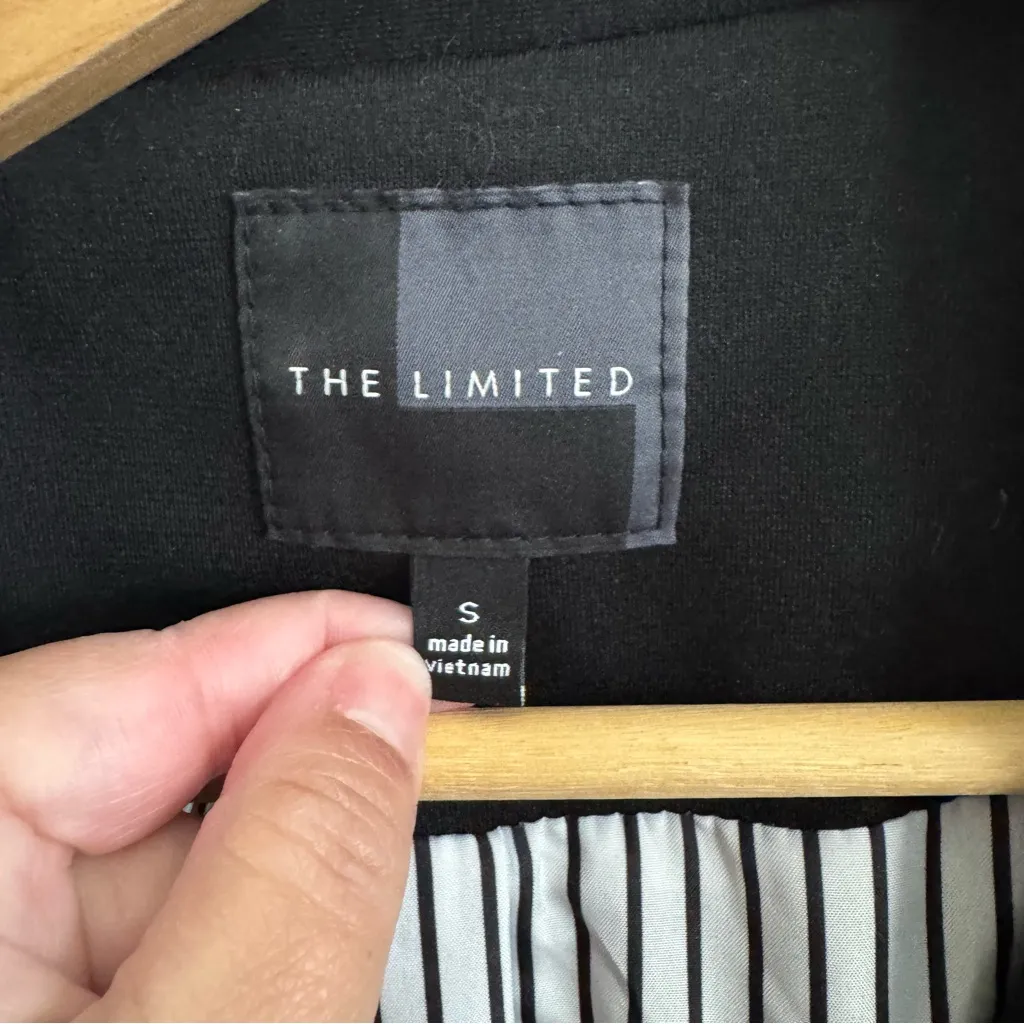 THE LIMITED
S
made in
vietnam